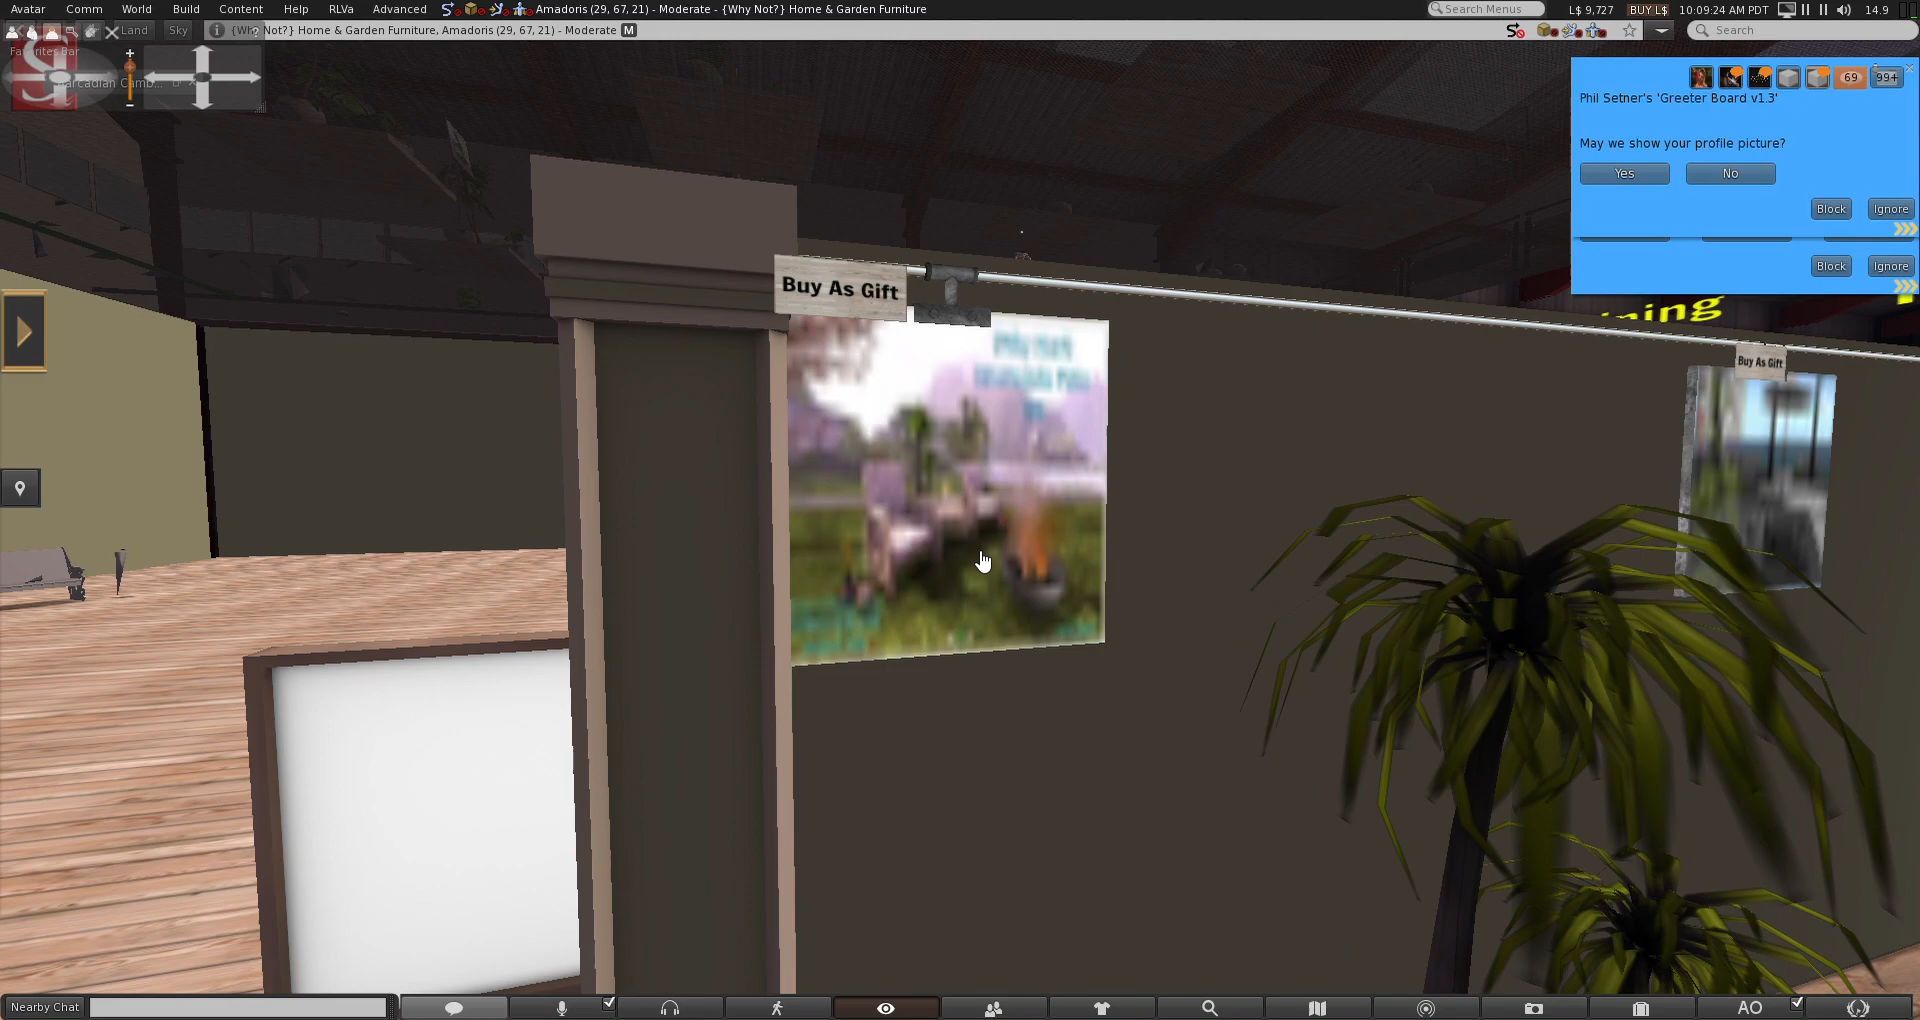 Avatar Comm World Build Content Help RLVa Advanced Amadoris (29, 67, 21) - Moderate - {Why Not?} Home & Garden Furniture Search Menus L$ 9,727 BUY L$ 10:09:24 AM PDT 14.9
Land Sky {Why Not?} Home & Garden Furniture, Amadoris (29, 67, 21) - Moderate M Search
Favorites Bar
69 99+
Phil Setner's 'Greeter Board v1.3'
May we show your profile picture?
Yes No
Block Ignore
Block Ignore
Buy As Gift
Buy As Gift
Nearby Chat AO